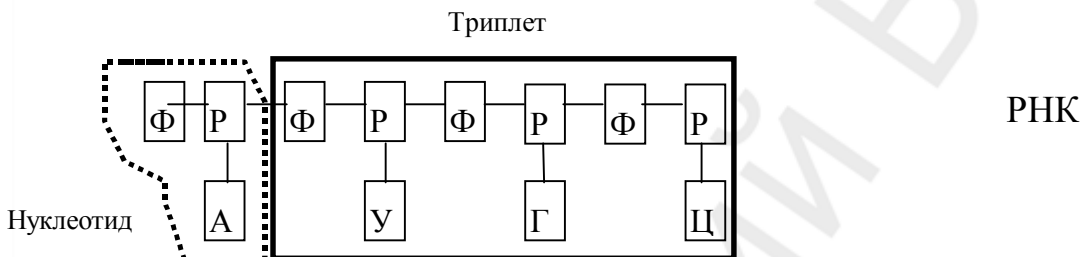 Триплет
Ф Р Ф Р Ф Р Ф Р
РНК
Нуклеотид А У Г Ц